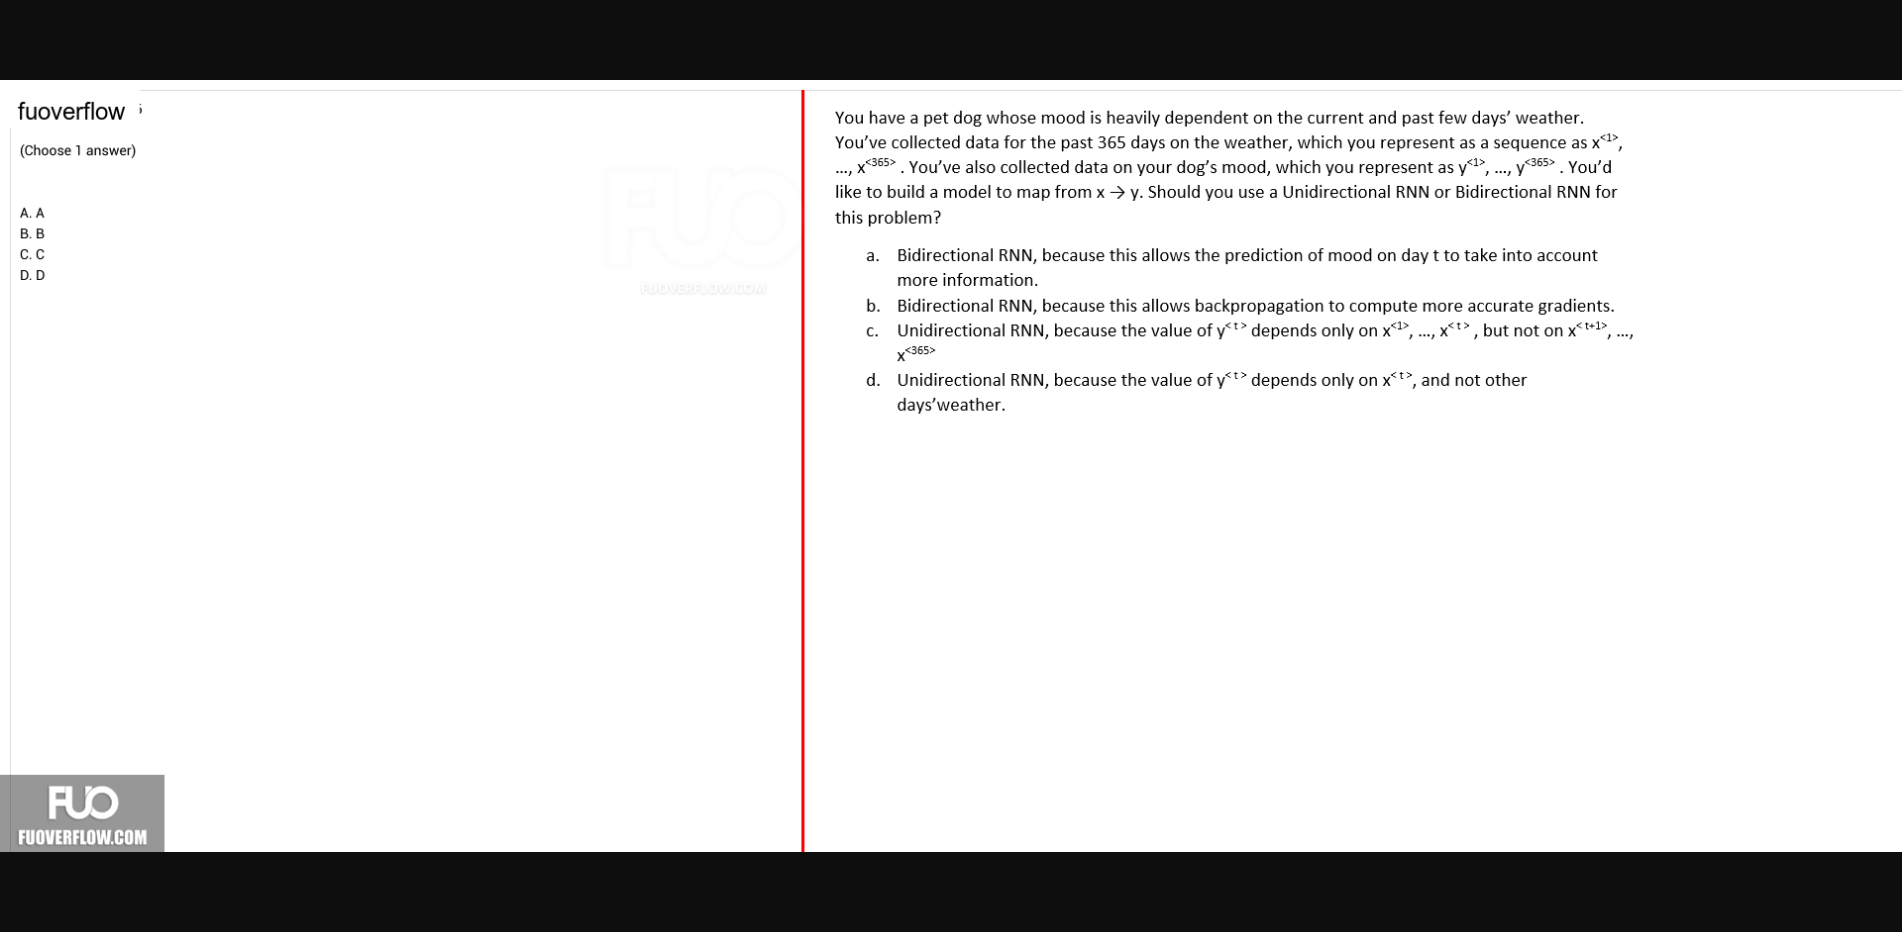 fuoverflow
(Choose 1 answer)
A. A
B. B
C. C
D. D
FUO
FUOVERFLOW.COM
You have a pet dog whose mood is heavily dependent on the current and past few days’ weather.
You’ve collected data for the past 365 days on the weather, which you represent as a sequence as x<1>,
..., x<365> . You’ve also collected data on your dog’s mood, which you represent as y<1>, ..., y<365> . You’d
like to build a model to map from x → y. Should you use a Unidirectional RNN or Bidirectional RNN for
this problem?
a. Bidirectional RNN, because this allows the prediction of mood on day t to take into account
more information.
b. Bidirectional RNN, because this allows backpropagation to compute more accurate gradients.
c. Unidirectional RNN, because the value of y<t> depends only on x<1>, ..., x<t> , but not on x<t+1>, ...,
x<365>
d. Unidirectional RNN, because the value of y<t> depends only on x<t>, and not other
days’weather.
FUO
FUOVERFLOW.COM